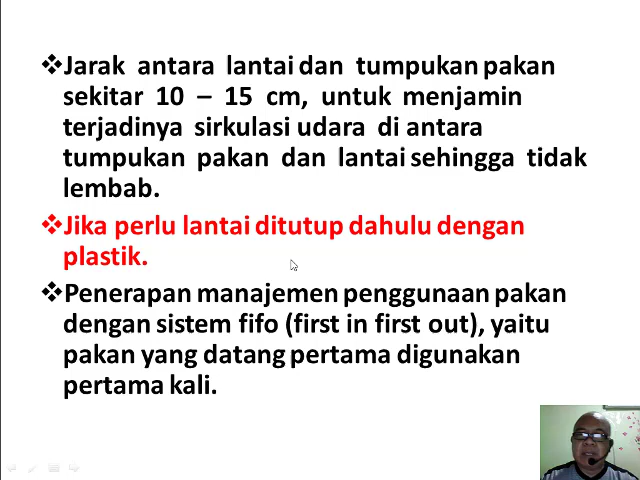 ❖Jarak antara lantai dan tumpukan pakan
sekitar 10 – 15 cm, untuk menjamin
terjadinya sirkulasi udara di antara
tumpukan pakan dan lantai sehingga tidak
lembab.
❖Jika perlu lantai ditutup dahulu dengan
plastik.
❖Penerapan manajemen penggunaan pakan
dengan sistem fifo (first in first out), yaitu
pakan yang datang pertama digunakan
pertama kali.